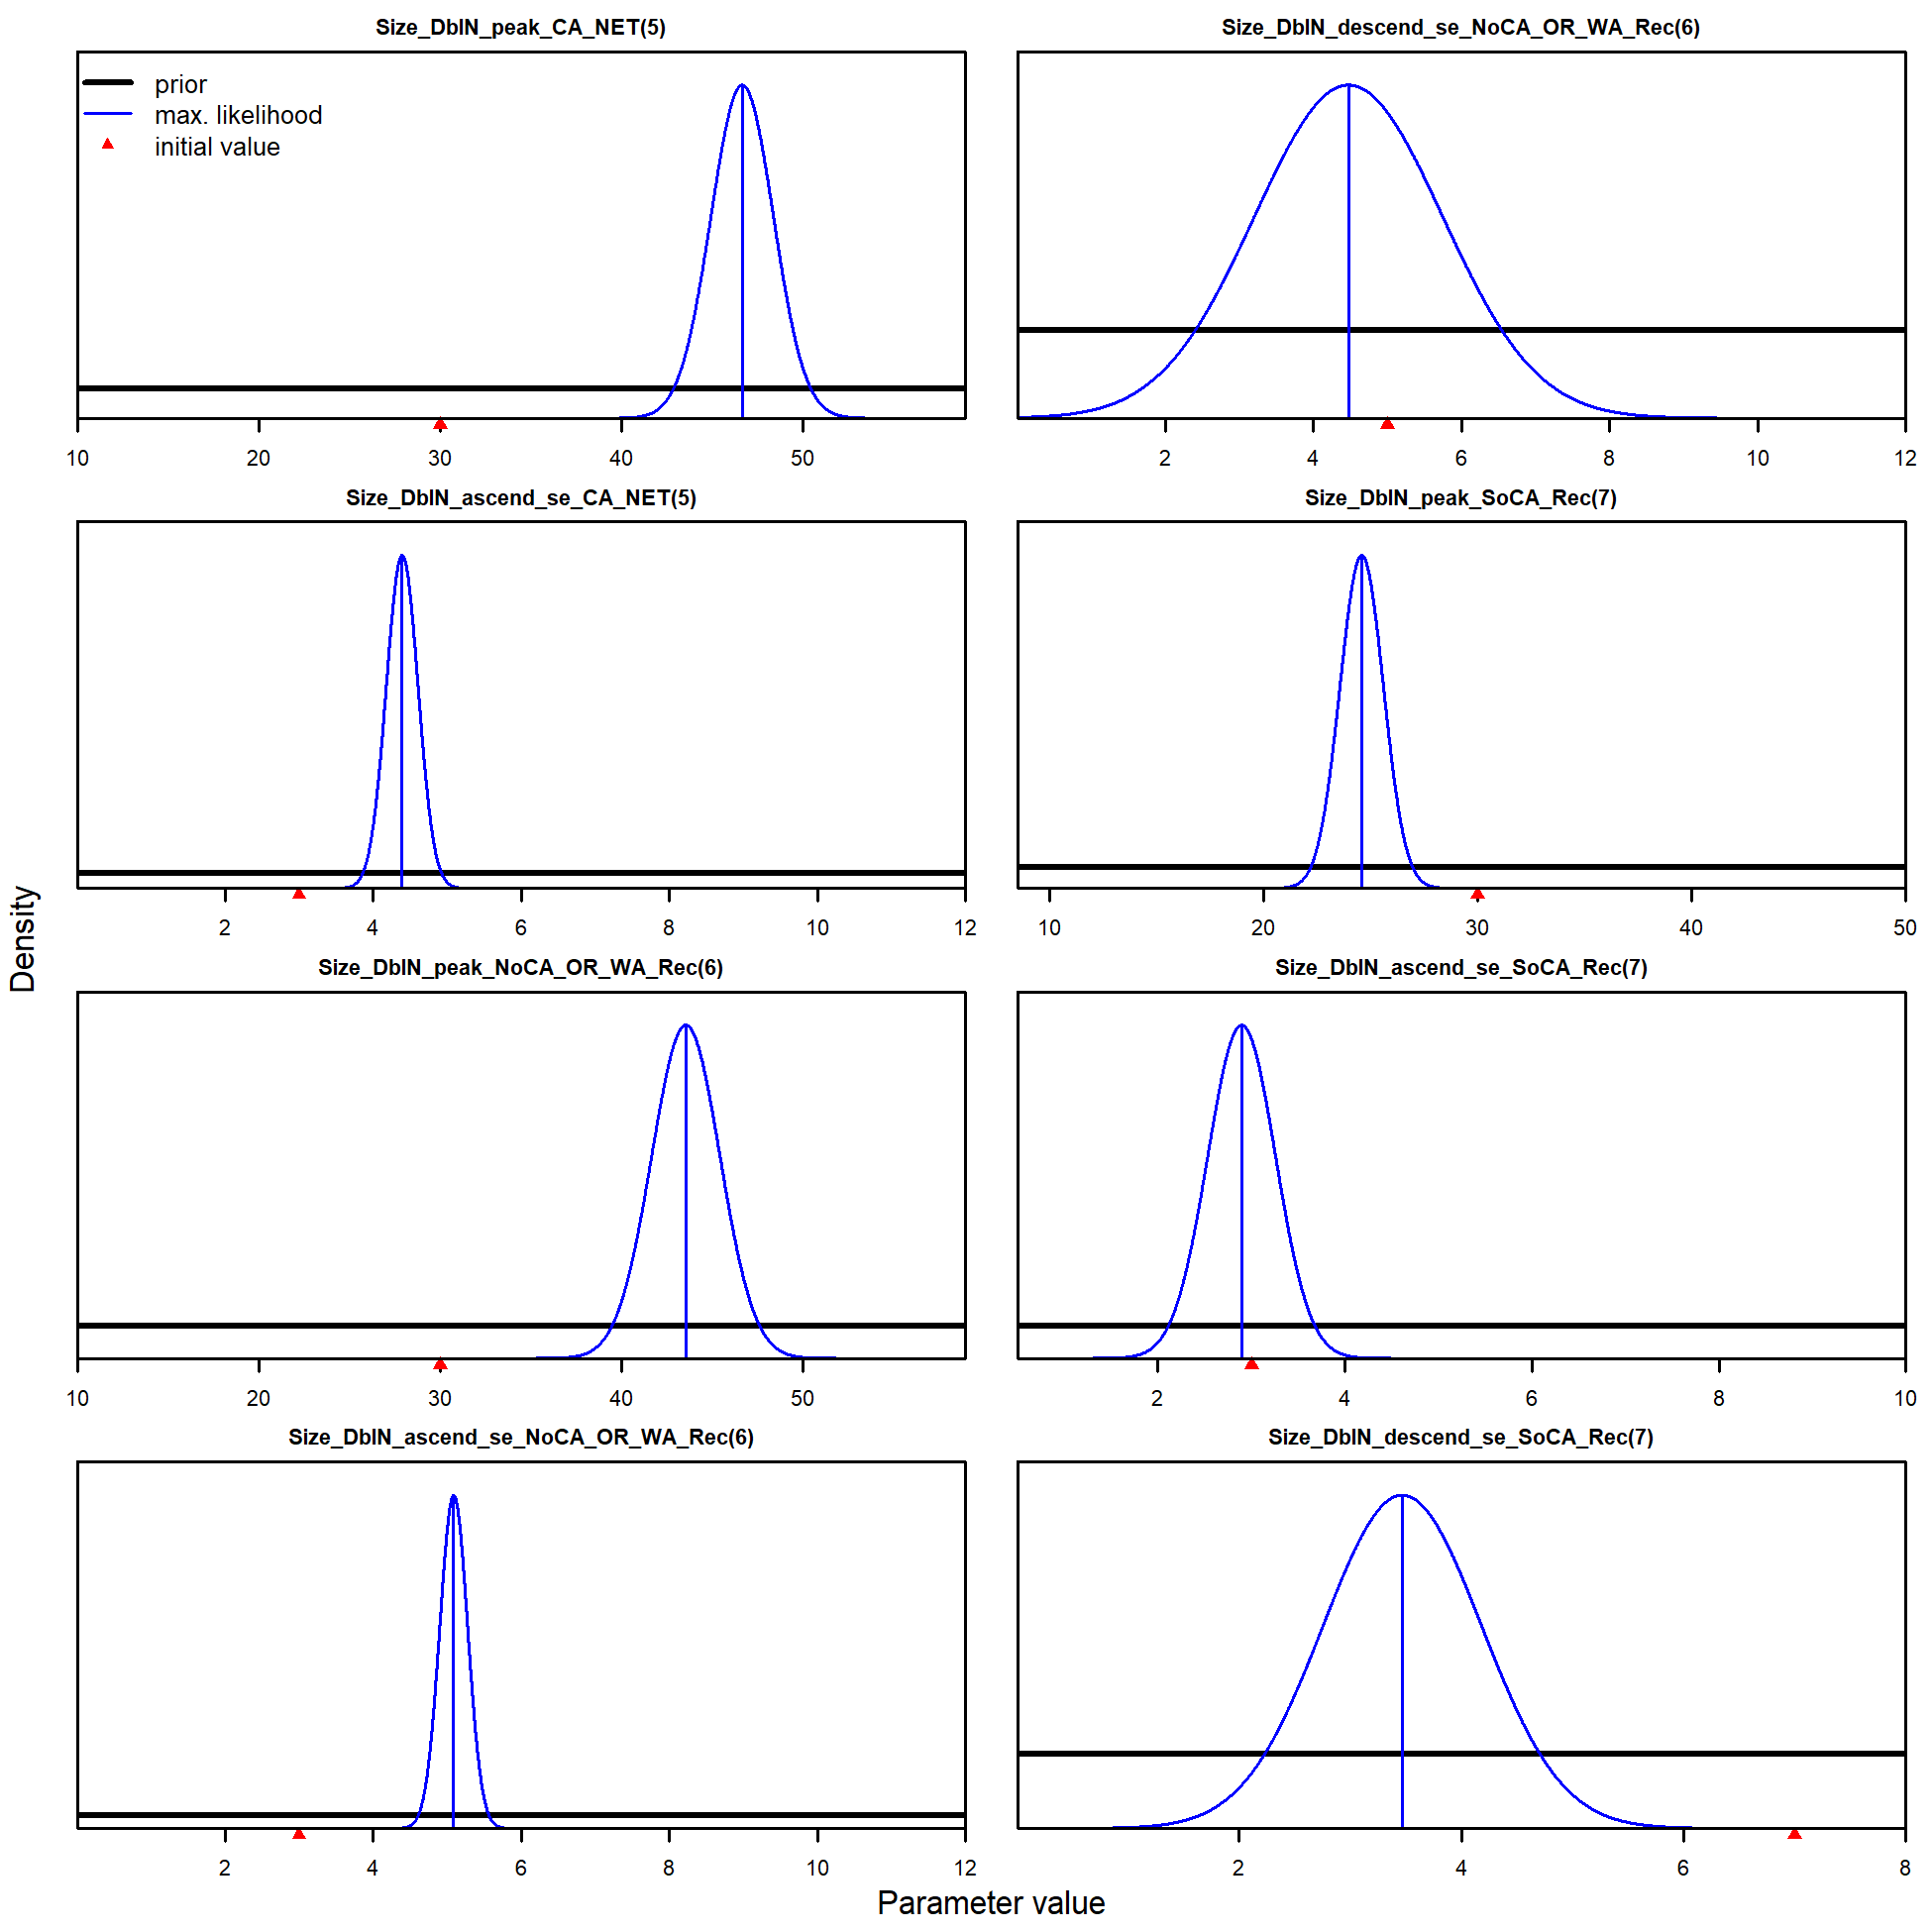 Size_DblN_peak_CA_NET(5)
prior
max. likelihood
initial value
10 20 30 40 50
Size_DblN_descend_se_NoCA_OR_WA_Rec(6)
2 4 6 8 10 12
Size_DblN_ascend_se_CA_NET(5)
2 4 6 8 10 12
Size_DblN_peak_SoCA_Rec(7)
10 20 30 40 50
Density
Size_DblN_peak_NoCA_OR_WA_Rec(6)
10 20 30 40 50
Size_DblN_ascend_se_SoCA_Rec(7)
2 4 6 8 10
Size_DblN_ascend_se_NoCA_OR_WA_Rec(6)
2 4 6 8 10 12
Size_DblN_descend_se_SoCA_Rec(7)
2 4 6 8
Parameter value